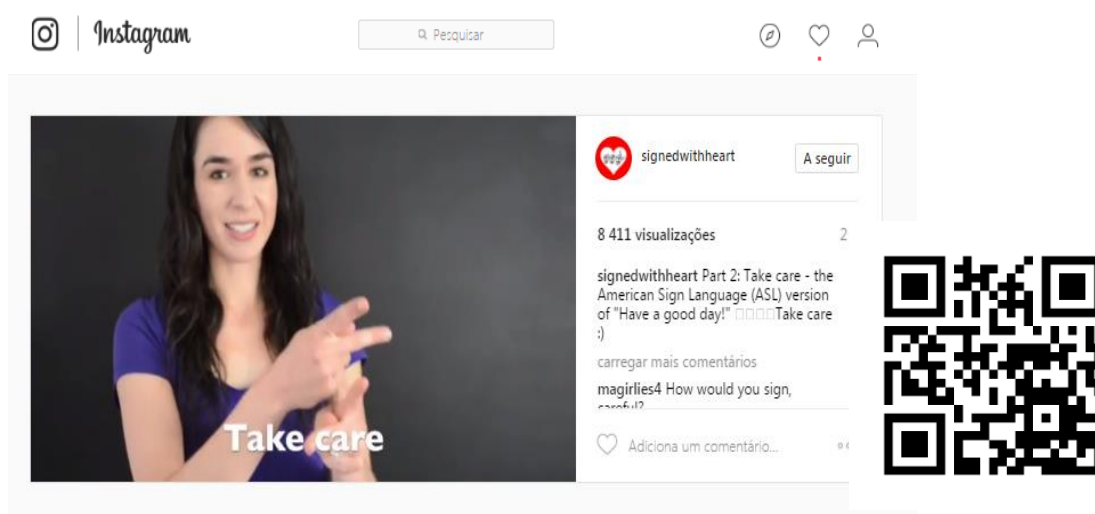 Instagram
Pesquisar
signedwithheart
A seguir
8 411 visualizações
2
signedwithheart Part 2: Take care - the
American Sign Language (ASL) version
of "Have a good day!" □□□□Take care
:)
carregar mais comentários
magirlies4 How would you sign,
careful?
Adiciona um comentário...
Take care